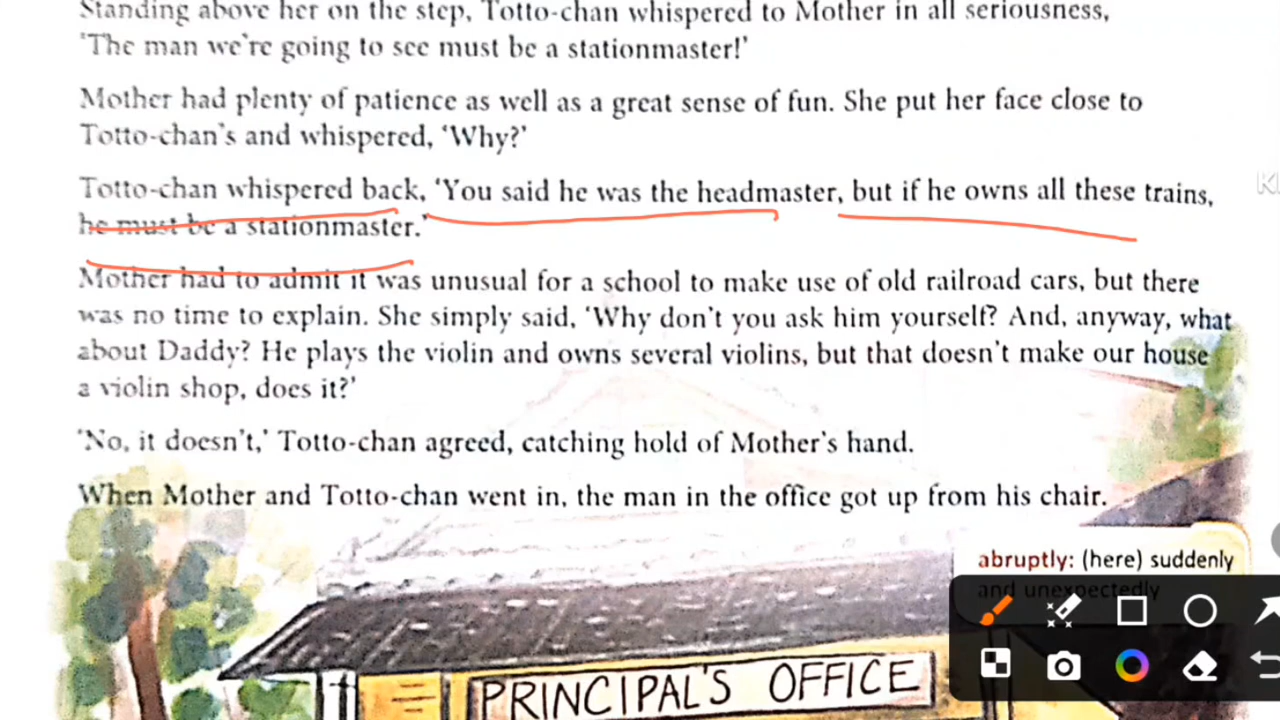 Standing above her on the step, Totto-chan whispered to Mother in all seriousness,
'The man we're going to see must be a stationmaster!'
Mother had plenty of patience as well as a great sense of fun. She put her face close to
Totto-chan's and whispered, 'Why?'
Totto-chan whispered back, 'You said he was the headmaster, but if he owns all these trains,
he must be a stationmaster.'
Mother had to admit it was unusual for a school to make use of old railroad cars, but there
was no time to explain. She simply said, 'Why don't you ask him yourself? And, anyway, what
about Daddy? He plays the violin and owns several violins, but that doesn't make our house
a violin shop, does it?'
'No, it doesn't,' Totto-chan agreed, catching hold of Mother's hand.
When Mother and Totto-chan went in, the man in the office got up from his chair.
abruptly: (here) suddenly
and unexpectedly
PRINCIPAL'S OFFICE